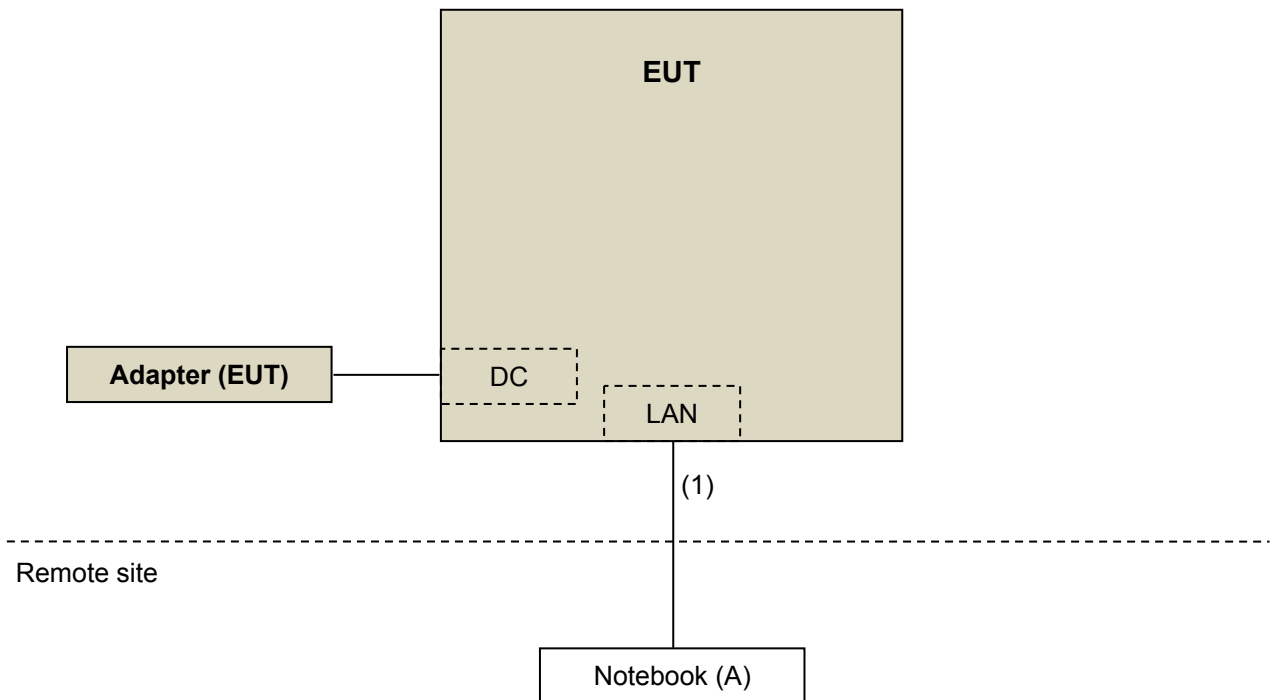 EUT
Adapter (EUT)
DC
LAN
(1)
Remote site
Notebook (A)